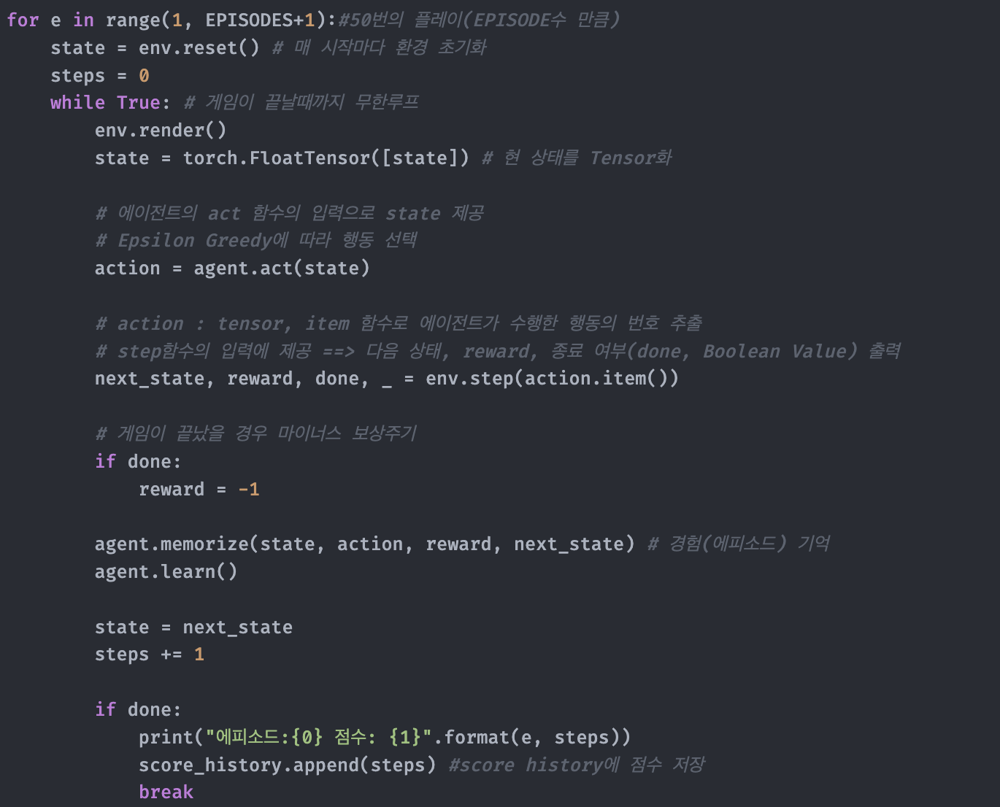 for e in range(1, EPISODES+1):#50번의 플레이(EPISODE수 만큼)
    state = env.reset() # 매 시작마다 환경 초기화
    steps = 0
    while True: # 게임이 끝날때까지 무한루프
        env.render()
        state = torch.FloatTensor([state]) # 현 상태를 Tensor화

        # 에이전트의 act 함수의 입력으로 state 제공
        # Epsilon Greedy에 따라 행동 선택
        action = agent.act(state)

        # action : tensor, item 함수로 에이전트가 수행한 행동의 번호 추출
        # step함수의 입력에 제공 ==> 다음 상태, reward, 종료 여부(done, Boolean Value) 출력
        next_state, reward, done, _ = env.step(action.item())

        # 게임이 끝났을 경우 마이너스 보상주기
        if done:
            reward = -1

        agent.memorize(state, action, reward, next_state) # 경험(에피소드) 기억
        agent.learn()

        state = next_state
        steps += 1

        if done:
            print("에피소드:{0} 점수: {1}".format(e, steps))
            score_history.append(steps) #score history에 점수 저장
            break